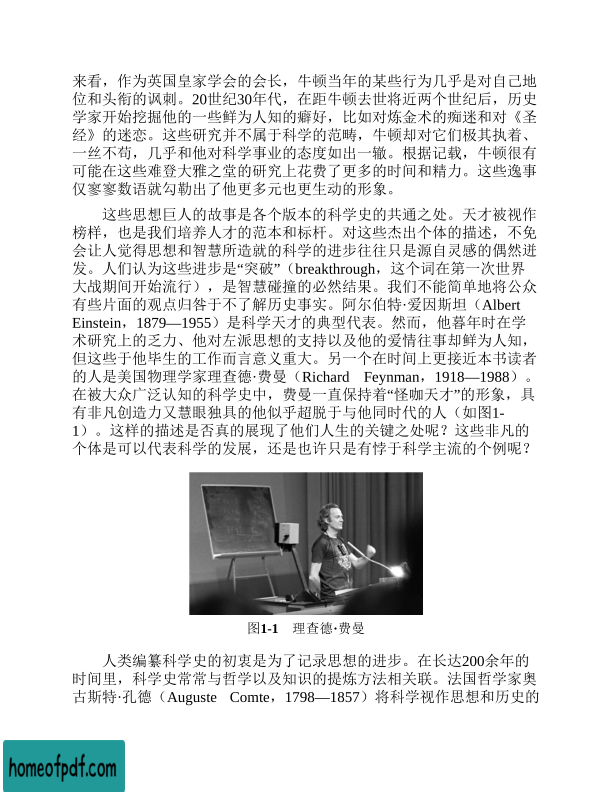 来看，作为英国皇家学会的会长，牛顿当年的某些行为几乎是对自己地
位和头衔的讽刺。20世纪30年代，在距牛顿去世将近两个世纪后，历史
学家开始挖掘他的一些鲜为人知的癖好，比如对炼金术的痴迷和对《圣
经》的迷恋。这些研究并不属于科学的范畴，牛顿却对它们极其执着、
一丝不苟，几乎和他对科学事业的态度如出一辙。根据记载，牛顿很有
可能在这些难登大雅之堂的研究上花费了更多的时间和精力。这些逸事
仅寥寥数语就勾勒出了他更多元也更生动的形象。
这些思想巨人的故事是各个版本的科学史的共通之处。天才被视作
榜样，也是我们培养人才的范本和标杆。对这些杰出个体的描述，不免
会让人觉得思想和智慧所造就的科学的进步往往只是源自灵感的偶然迸
发。人们认为这些进步是“突破”（breakthrough，这个词在第一次世界
大战期间开始流行），是智慧碰撞的必然结果。我们不能简单地将公众
有些片面的观点归咎于不了解历史事实。阿尔伯特·爱因斯坦（Albert
Einstein，1879—1955）是科学天才的典型代表。然而，他暮年时在学
术研究上的乏力、他对左派思想的支持以及他的爱情往事却鲜为人知，
但这些于他毕生的工作而言意义重大。另一个在时间上更接近本书读者
的人是美国物理学家理查德·费曼（Richard Feynman，1918—1988）。
在被大众广泛认知的科学史中，费曼一直保持着“怪咖天才”的形象，具
有非凡创造力又慧眼独具的他似乎超脱于与他同时代的人（如图1-
1）。这样的描述是否真的展现了他们人生的关键之处呢？这些非凡的
个体是可以代表科学的发展，还是也许只是有悖于科学主流的个例呢？
图1-1 理查德·费曼
人类编纂科学史的初衷是为了记录思想的进步。在长达200余年的
时间里，科学史常常与哲学以及知识的提炼方法相关联。法国哲学家奥
古斯特·孔德（Auguste Comte，1798—1857）将科学视作思想和历史的
homeofpdf.com